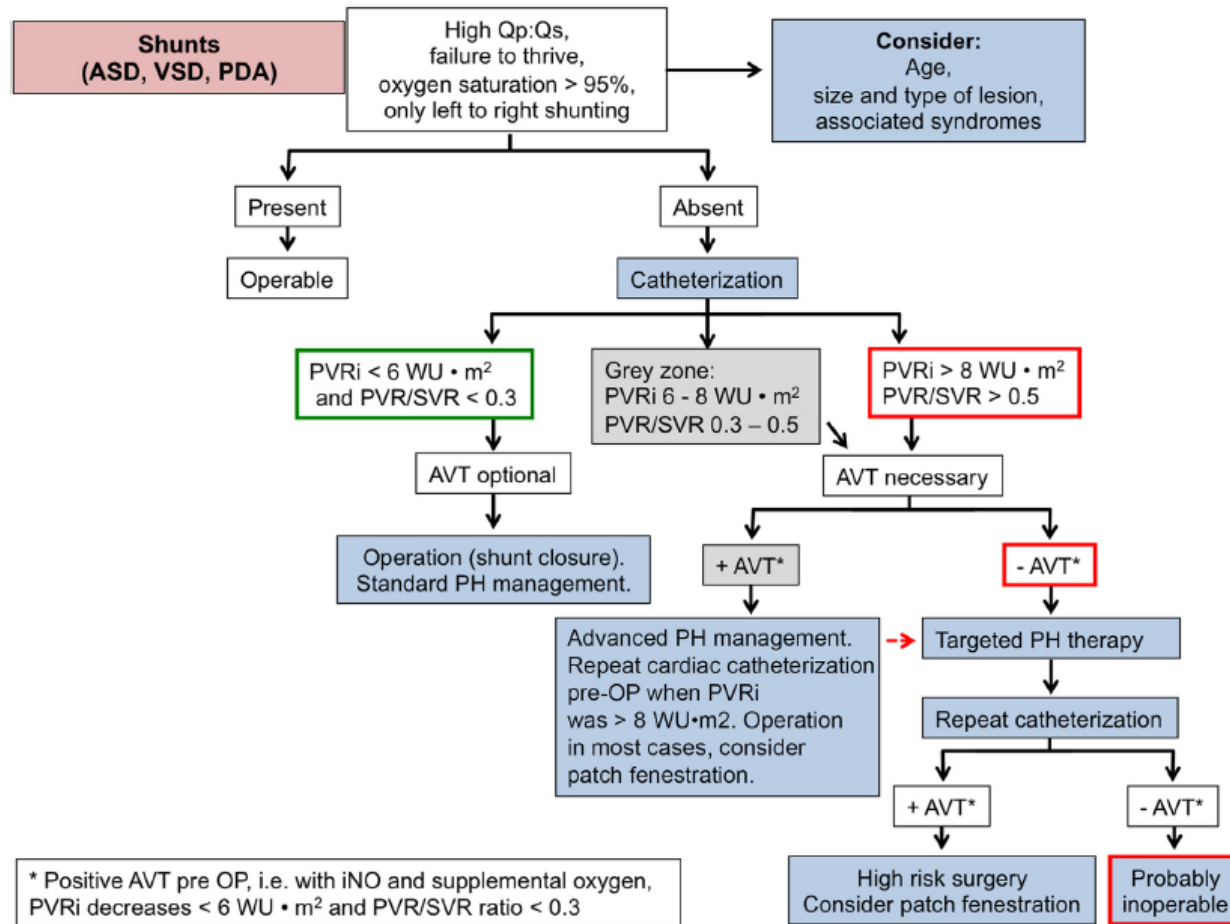 Shunts
(ASD, VSD, PDA)
High Qp:Qs,
failure to thrive,
oxygen saturation > 95%,
only left to right shunting
Consider:
Age,
size and type of lesion,
associated syndromes
Present
Absent
Operable
Catheterization
PVRi < 6 WU • m²
and PVR/SVR < 0.3
Grey zone:
PVRi 6 - 8 WU • m²
PVR/SVR 0.3 – 0.5
PVRi > 8 WU • m²
PVR/SVR > 0.5
AVT optional
AVT necessary
Operation (shunt closure).
Standard PH management.
+ AVT*
- AVT*
Advanced PH management.
Repeat cardiac catheterization
pre-OP when PVRi
was > 8 WU•m2. Operation
in most cases, consider
patch fenestration.
Targeted PH therapy
Repeat catheterization
+ AVT*
- AVT*
High risk surgery
Consider patch fenestration
Probably
inoperable
* Positive AVT pre OP, i.e. with iNO and supplemental oxygen,
PVRi decreases < 6 WU • m² and PVR/SVR ratio < 0.3